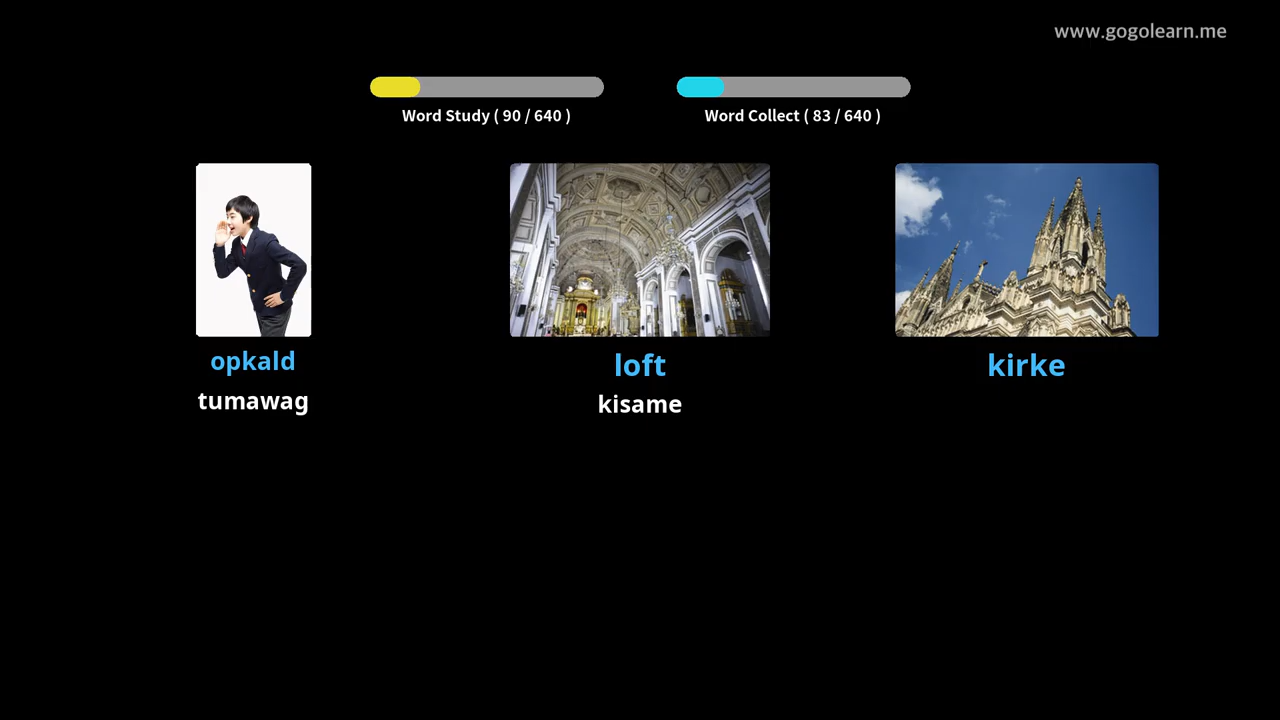 www.gogolearn.me
Word Study ( 90 / 640 )
Word Collect ( 83 / 640 )
opkald
tumawag
loft
kisame
kirke